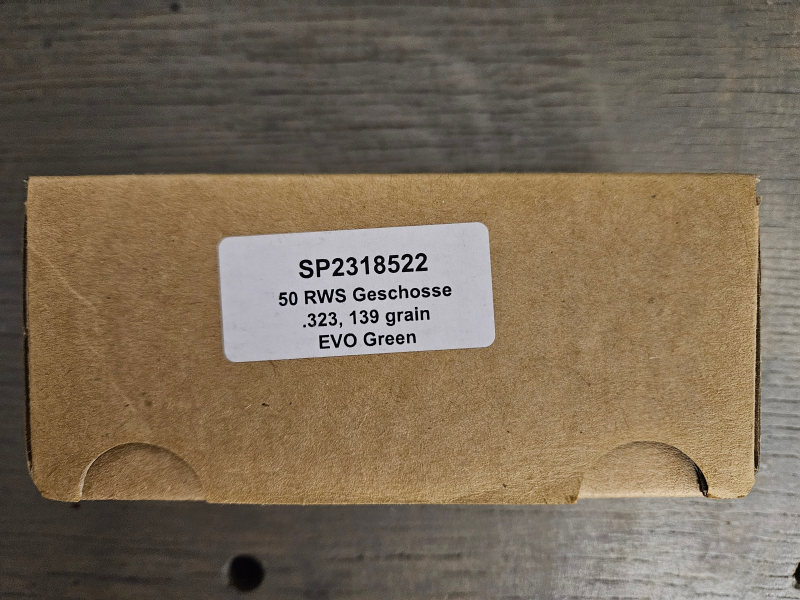 SP2318522
50 RWS Geschosse
.323, 139 grain
EVO Green